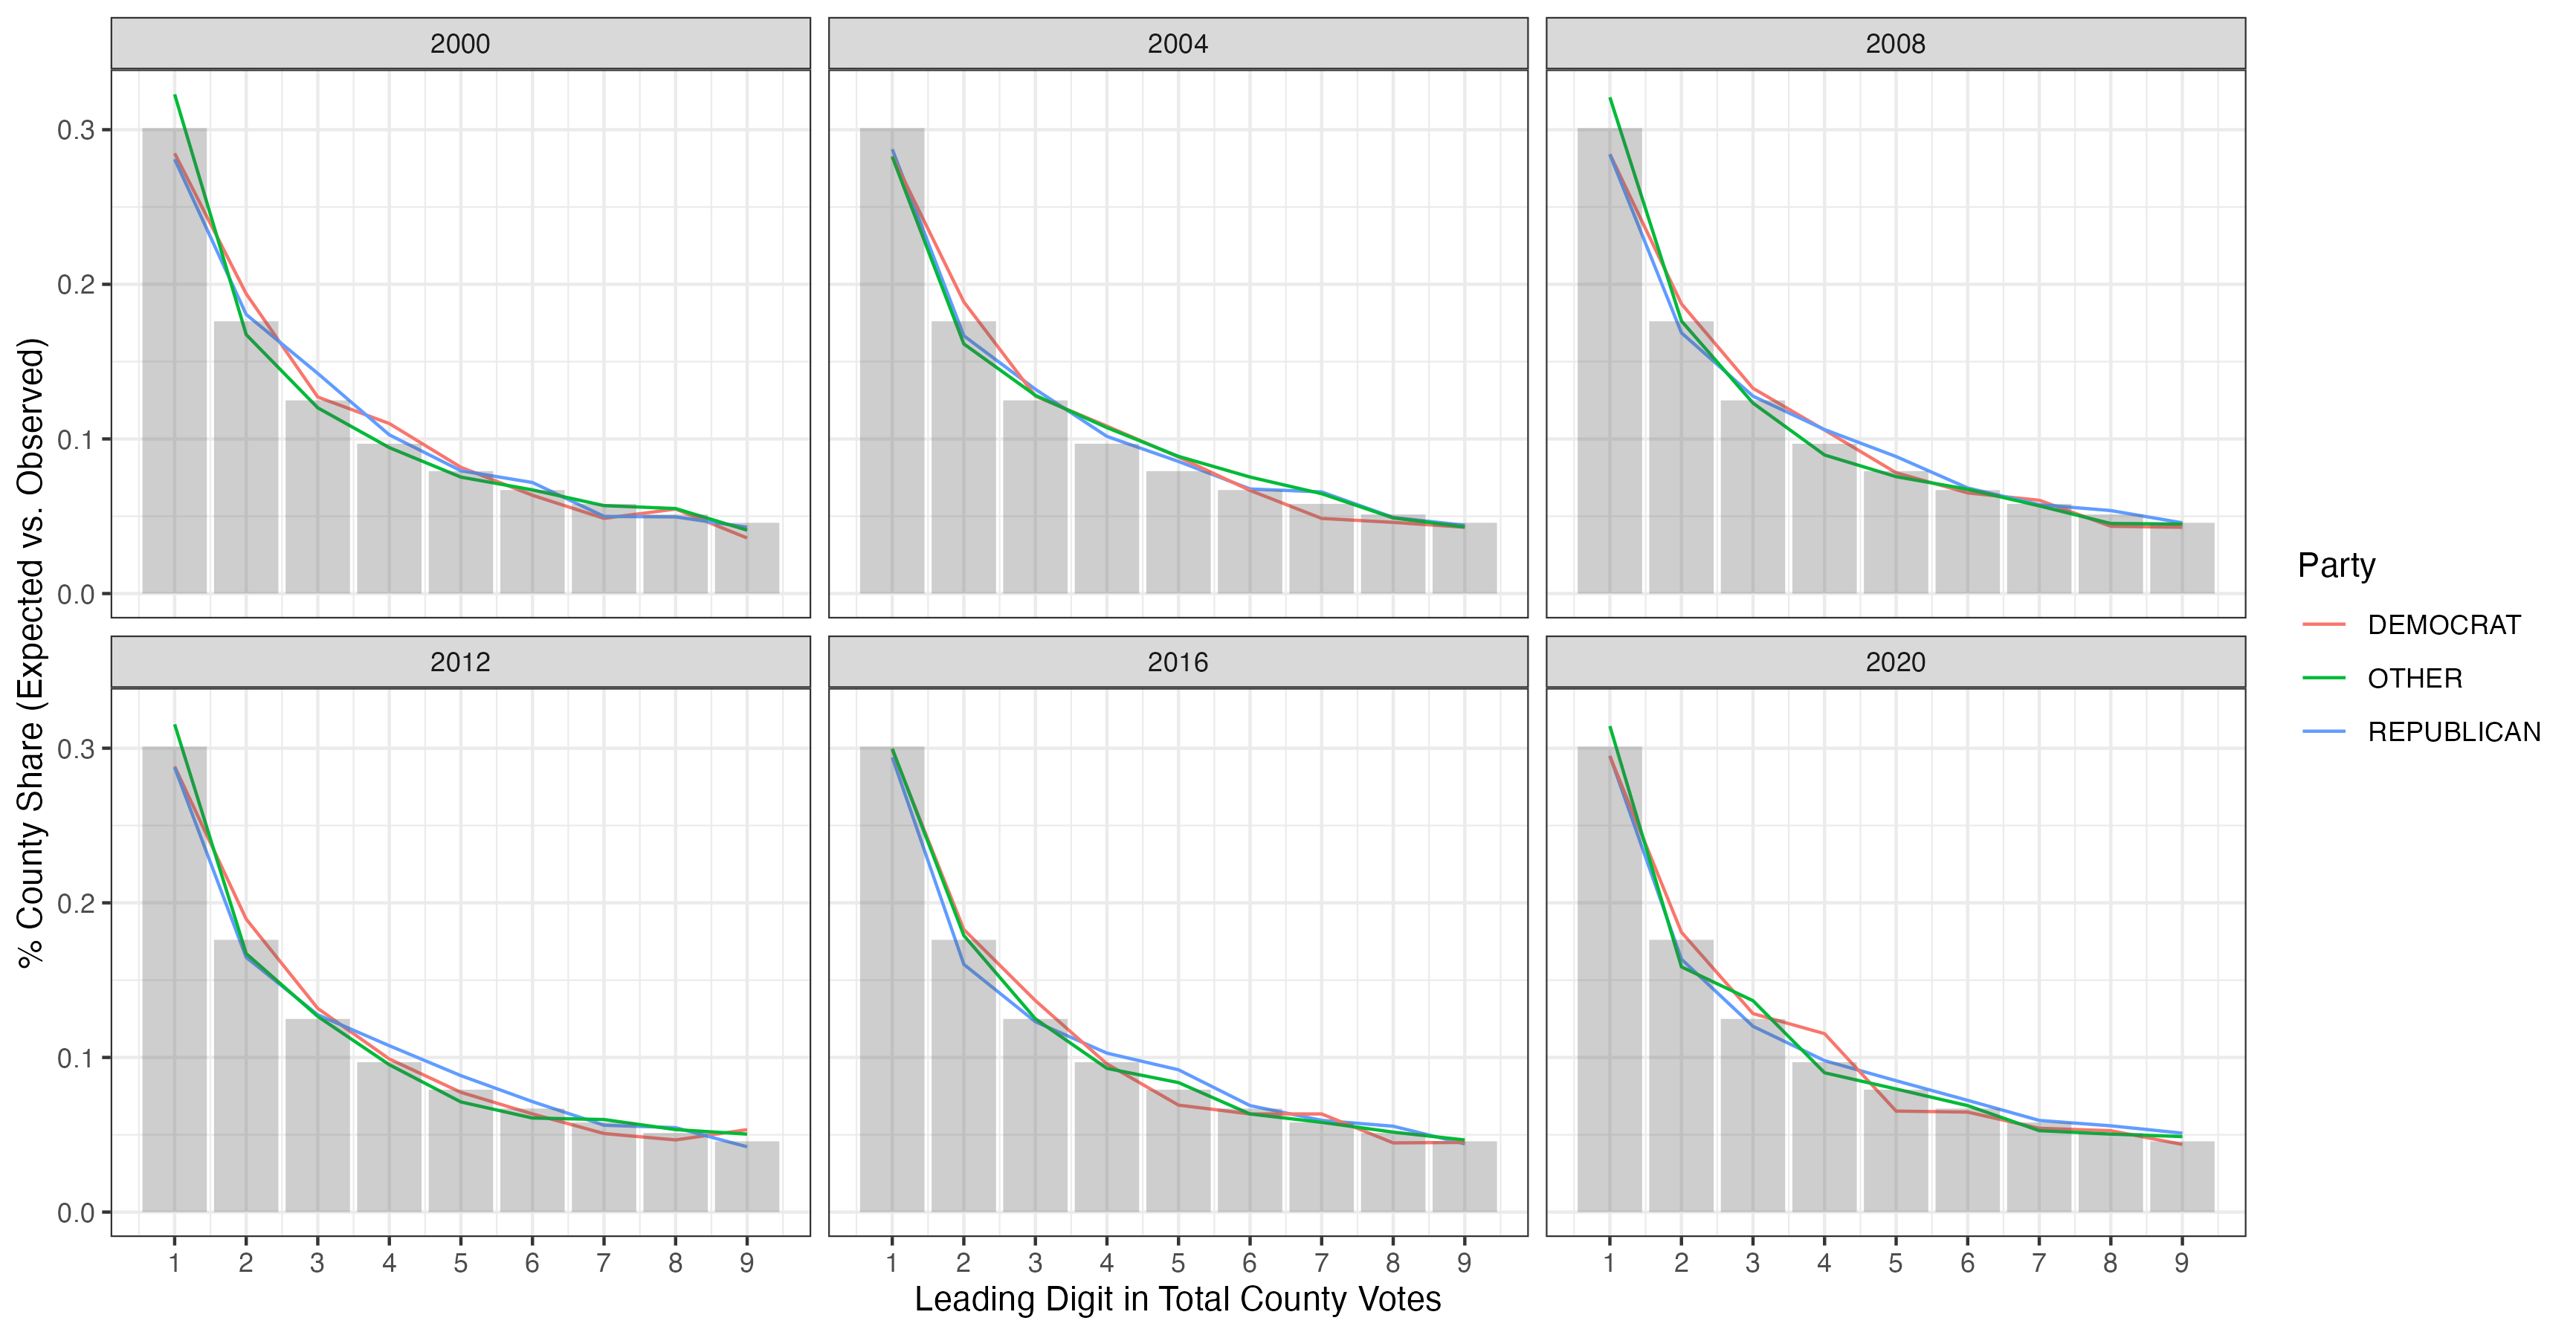 2000
2004
2008
0.3
0.2
0.1
0.0
2012
2016
2020
0.3
0.2
0.1
0.0
1 2 3 4 5 6 7 8 9
1 2 3 4 5 6 7 8 9
1 2 3 4 5 6 7 8 9
Leading Digit in Total County Votes
% County Share (Expected vs. Observed)
Party
DEMOCRAT
OTHER
REPUBLICAN